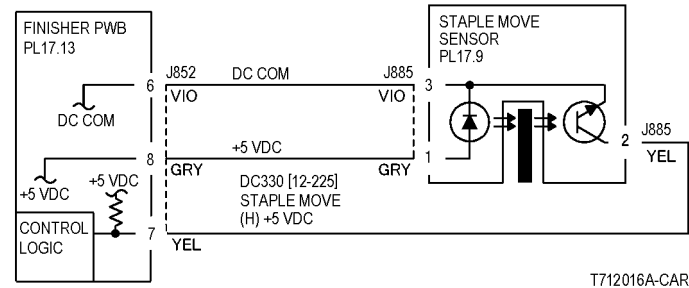 FINISHER PWB
PL17.13
STAPLE MOVE
SENSOR
PL17.9
6
J852
DC COM
J885
3
VIO
VIO
DC COM
2
J885
YEL
8
+5 VDC
1
GRY
GRY
+5 VDC
+5 VDC
DC330 [12-225]
STAPLE MOVE
(H) +5 VDC
CONTROL
LOGIC
7
YEL
T712016A-CAR